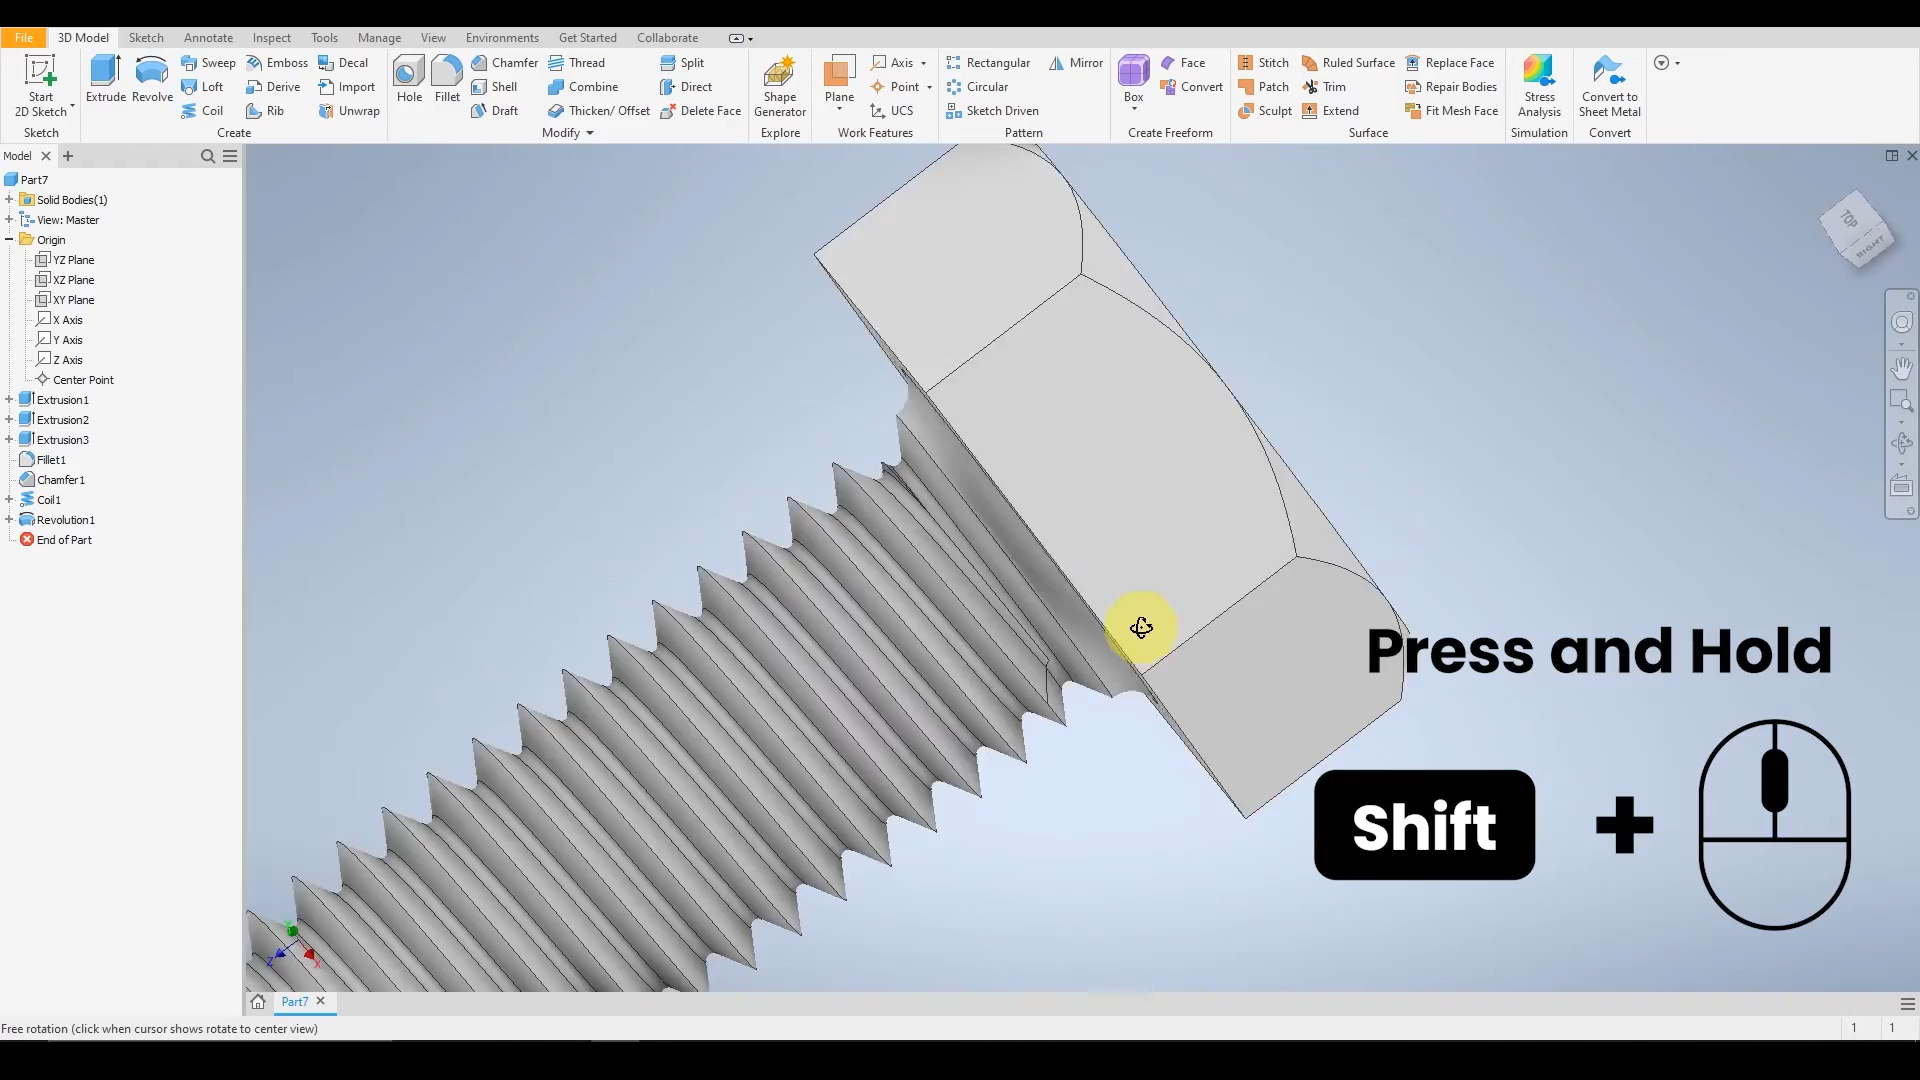 File 3D Model Sketch Annotate Inspect Tools Manage View Environments Get Started Collaborate
Start
2D Sketch
Sketch
Extrude Revolve
Sweep Emboss Decal
Loft Derive Import
Coil Rib Unwrap
Create
Hole Fillet
Chamfer Thread Split
Shell Combine Direct
Draft Thicken/ Offset Delete Face
Modify
Shape
Generator
Explore
Plane
Axis
Point
UCS
Work Features
Rectangular Mirror
Circular
Sketch Driven
Pattern
Box
Face
Convert
Create Freeform
Stitch Ruled Surface Replace Face
Patch Trim Repair Bodies
Sculpt Extend Fit Mesh Face
Surface
Stress
Analysis
Simulation
Convert to
Sheet Metal
Convert
Model
Part7
Solid Bodies(1)
View: Master
Origin
YZ Plane
XZ Plane
XY Plane
X Axis
Y Axis
Z Axis
Center Point
Extrusion1
Extrusion2
Extrusion3
Fillet1
Chamfer1
Coil1
Revolution1
End of Part
TOP
RIGHT
Press and Hold
Shift +
Z X
Part7
Free rotation (click when cursor shows rotate to center view)
1 1